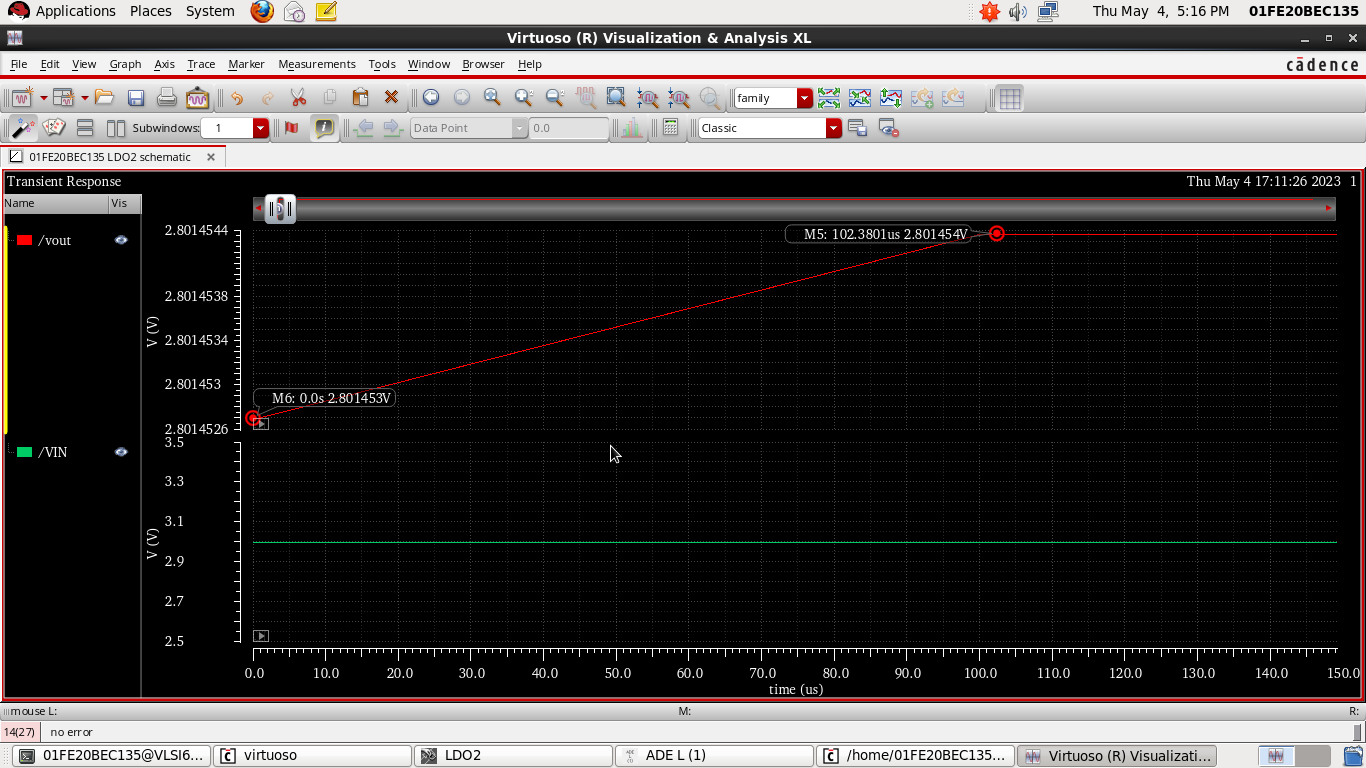 Applications Places System Thu May 4, 5:16 PM 01FE20BEC135
Virtuoso (R) Visualization & Analysis XL
File Edit View Graph Axis Trace Marker Measurements Tools Window Browser Help cādence
family
Subwindows: 1 Data Point 0.0 Classic
01FE20BEC135 LDO2 schematic
Transient Response Thu May 4 17:11:26 2023 1
Name Vis
/vout
/VIN
2.8014544
2.8014538
2.8014534
2.801453
2.8014526
V (V)
M5: 102.3801us 2.801454V
M6: 0.0s 2.801453V
3.5
3.3
3.1
2.9
2.7
2.5
V (V)
0.0 10.0 20.0 30.0 40.0 50.0 60.0 70.0 80.0 90.0 100.0 110.0 120.0 130.0 140.0 150.0
time (us)
mouse L: M: R:
14(27) no error
01FE20BEC135@VLSI6... virtuoso LDO2 ADE L (1) /home/01FE20BEC135... Virtuoso (R) Visualizati...